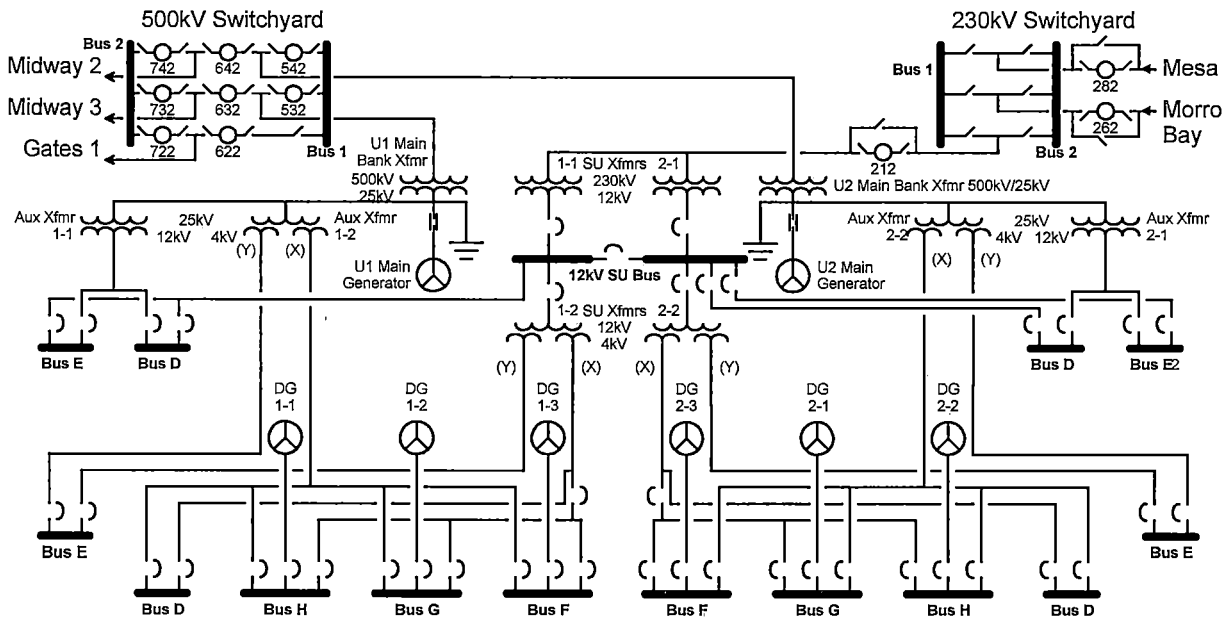 500kV Switchyard
230kV Switchyard
Bus 2
742
642
542
Midway 2
732
632
532
Midway 3
722
622
Gates 1
Bus 1
Bus 1
Bus 2
282
Mesa
262
Morro
Bay
212
U1 Main
Bank Xfmr
500kV
25kV
1-1 SU Xfmrs 2-1
230kV
12kV
U2 Main Bank Xfmr 500kV/25kV
Aux Xfmr
1-1
25kV
12kV
4kV
(Y)
(X)
Aux Xfmr
1-2
U1 Main
Generator
12kV SU Bus
U2 Main
Generator
Aux Xfmr
2-2
(X)
(Y)
25kV
4kV 12kV
Aux Xfmr
2-1
1-2 SU Xfmrs 2-2
12kV
4kV
(Y)
(X)
(X)
(Y)
Bus E
Bus D
Bus D
Bus E2
DG
1-1
DG
1-2
DG
1-3
DG
2-3
DG
2-1
DG
2-2
Bus E
Bus E
Bus D
Bus H
Bus G
Bus F
Bus F
Bus G
Bus H
Bus D